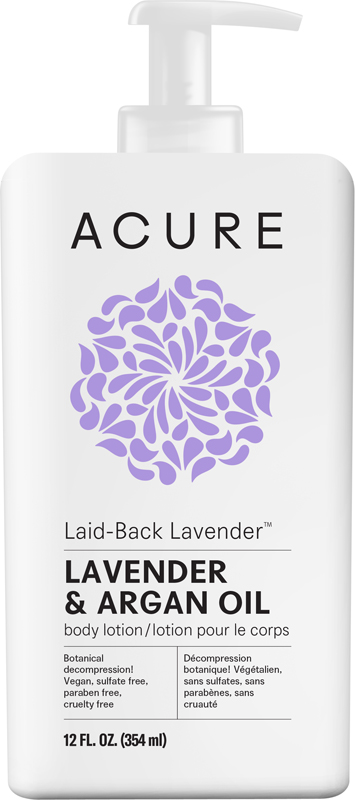 ACURE
Laid-Back Lavender™
LAVENDER
& ARGAN OIL
body lotion/lotion pour le corps
Botanical
decompression!
Vegan, sulfate free,
paraben free,
cruelty free
Décompression
botanique! Végétalien,
sans sulfates, sans
parabènes, sans
cruauté
12 FL. OZ. (354 ml)